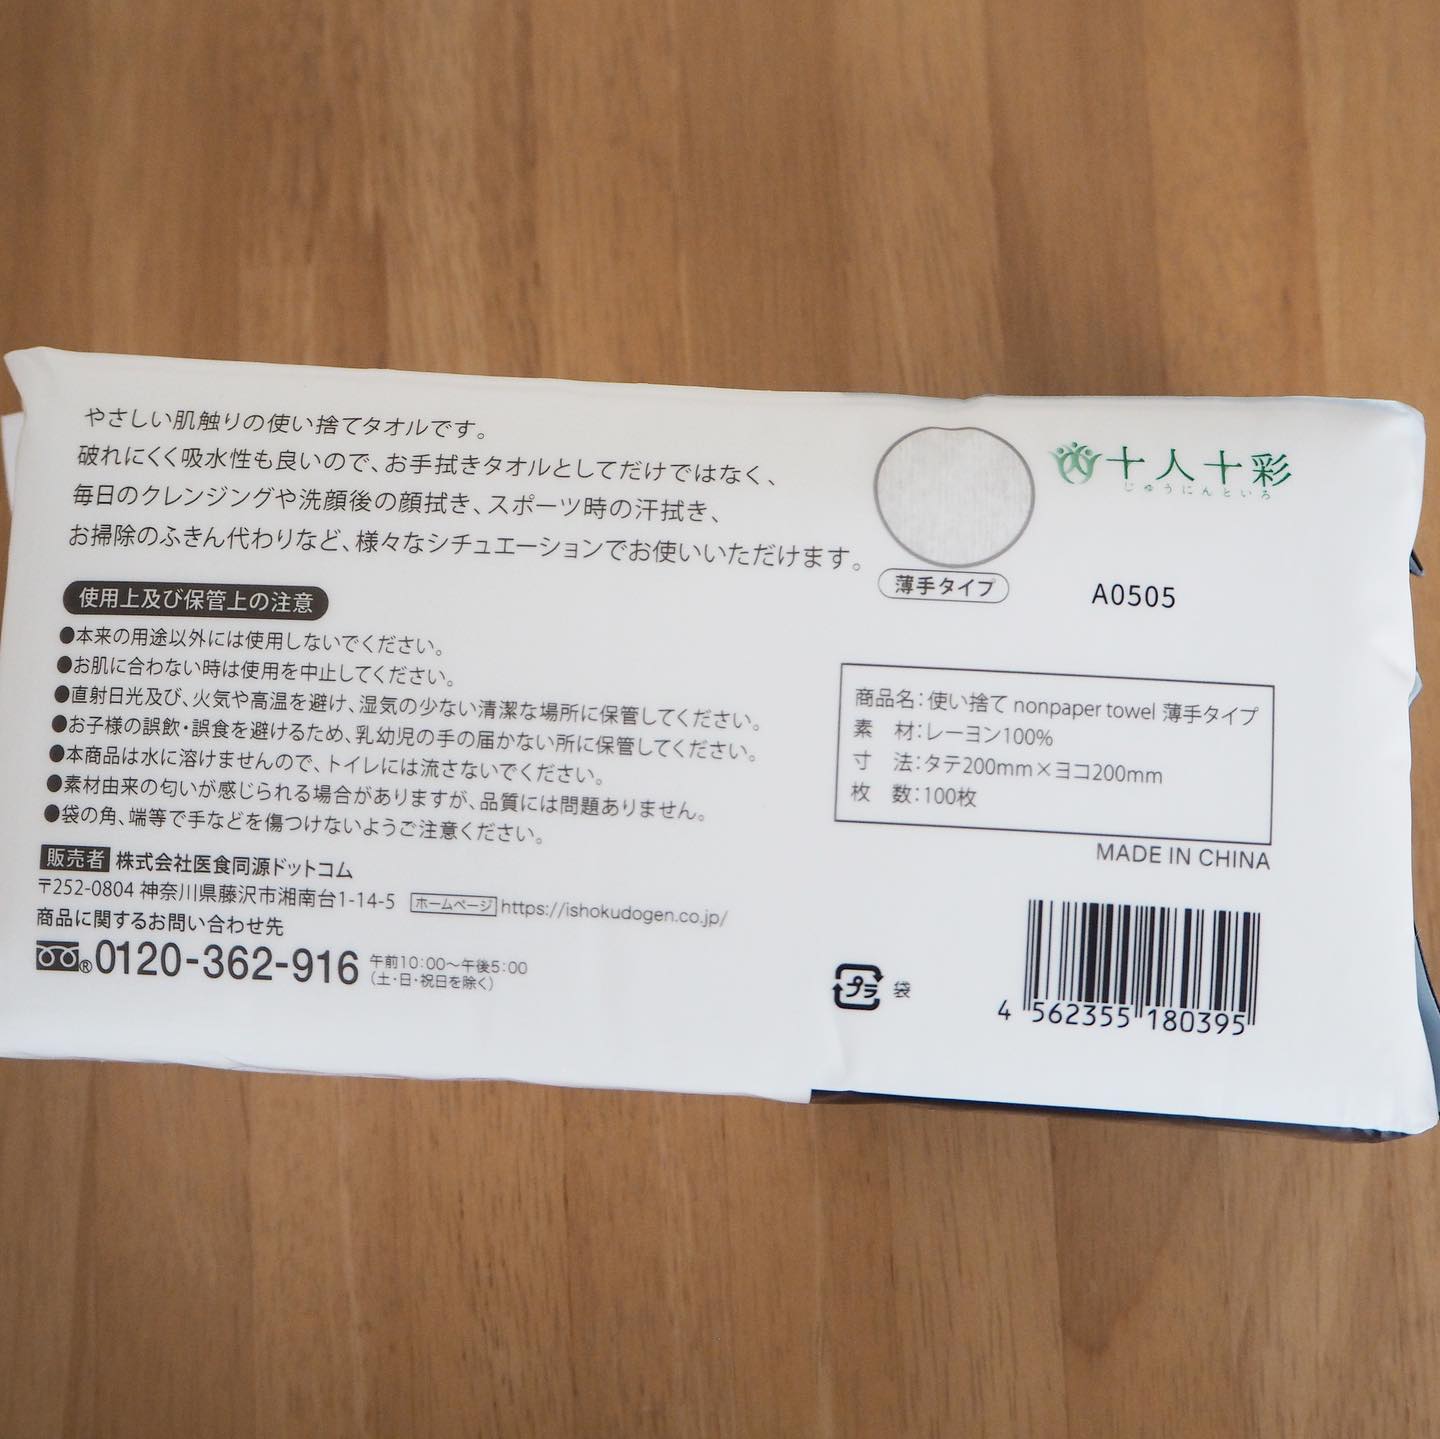 やさしい肌触りの使い捨てタオルです。
破れにくく吸水性も良いので、お手拭きタオルとしてだけではなく、
毎日のクレンジングや洗顔後の顔拭き、スポーツ時の汗拭き、
お掃除のふきん代わりなど、様々なシチュエーションでお使いいただけます。
使用上及び保管上の注意
●本来の用途以外には使用しないでください。
●お肌に合わない時は使用を中止してください。
●直射日光及び、火気や高温を避け、湿気の少ない清潔な場所に保管してください。
●お子様の誤飲・誤食を避けるため、乳幼児の手の届かない所に保管してください。
●本商品は水に溶けませんので、トイレには流さないでください。
●素材由来の匂いが感じられる場合がありますが、品質には問題ありません。
●袋の角、端等で手などを傷つけないようご注意ください。
販売者 株式会社医食同源ドットコム
〒252-0804 神奈川県藤沢市湘南台1-14-5 ホームページ https://ishokudogen.co.jp/
商品に関するお問い合わせ先
®0120-362-916 午前10:00〜午後5:00
(土・日・祝日を除く)
薄手タイプ
十人十彩
じゅうにんといろ
A0505
商品名:使い捨て nonpaper towel 薄手タイプ
素 材:レーヨン100%
寸 法:タテ200mm×ヨコ200mm
枚 数:100枚
MADE IN CHINA
プラ 袋
4 562355 180395